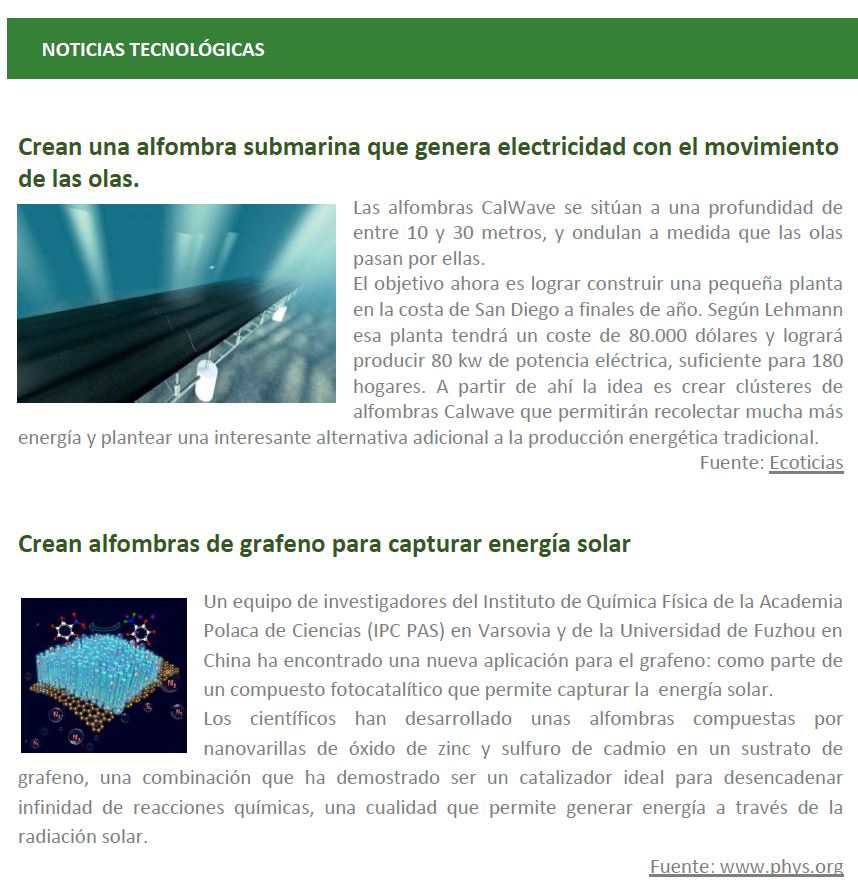 NOTICIAS TECNOLÓGICAS
Crean una alfombra submarina que genera electricidad con el movimiento
de las olas.
Las alfombras CalWave se sitúan a una profundidad de
entre 10 y 30 metros, y ondulan a medida que las olas
pasan por ellas.
El objetivo ahora es lograr construir una pequeña planta
en la costa de San Diego a finales de año. Según Lehmann
esa planta tendrá un coste de 80.000 dólares y logrará
producir 80 kw de potencia eléctrica, suficiente para 180
hogares. A partir de ahí la idea es crear clústeres de
alfombras Calwave que permitirán recolectar mucha más
energía y plantear una interesante alternativa adicional a la producción energética tradicional.
Fuente: Ecoticias
Crean alfombras de grafeno para capturar energía solar
Un equipo de investigadores del Instituto de Química Física de la Academia
Polaca de Ciencias (IPC PAS) en Varsovia y de la Universidad de Fuzhou en
China ha encontrado una nueva aplicación para el grafeno: como parte de
un compuesto fotocatalítico que permite capturar la energía solar.
Los científicos han desarrollado unas alfombras compuestas por
nanovarillas de óxido de zinc y sulfuro de cadmio en un sustrato de
grafeno, una combinación que ha demostrado ser un catalizador ideal para desencadenar
infinidad de reacciones químicas, una cualidad que permite generar energía a través de la
radiación solar.
Fuente: www.phys.org
N₂
N₂
N₂
N₂